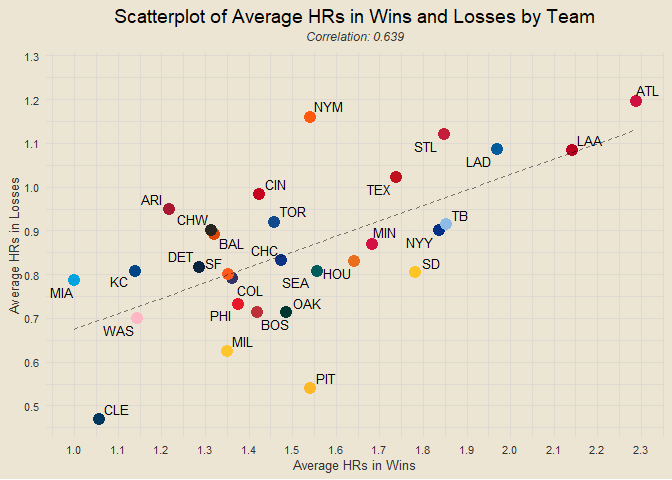 Scatterplot of Average HRs in Wins and Losses by Team
Correlation: 0.639
1.3
1.2
1.1
1.0
0.9
0.8
0.7
0.6
0.5
Average HRs in Losses
ATL
NYM
STL
LAA
LAD
TEX
CIN
ARI
TOR
TB
CHW
BAL
MIN
NYY
CHC
DET
SF
SD
HOU
SEA
KC
MIA
COL
OAK
PHI
BOS
WAS
MIL
PIT
CLE
1.0 1.1 1.2 1.3 1.4 1.5 1.6 1.7 1.8 1.9 2.0 2.1 2.2 2.3
Average HRs in Wins